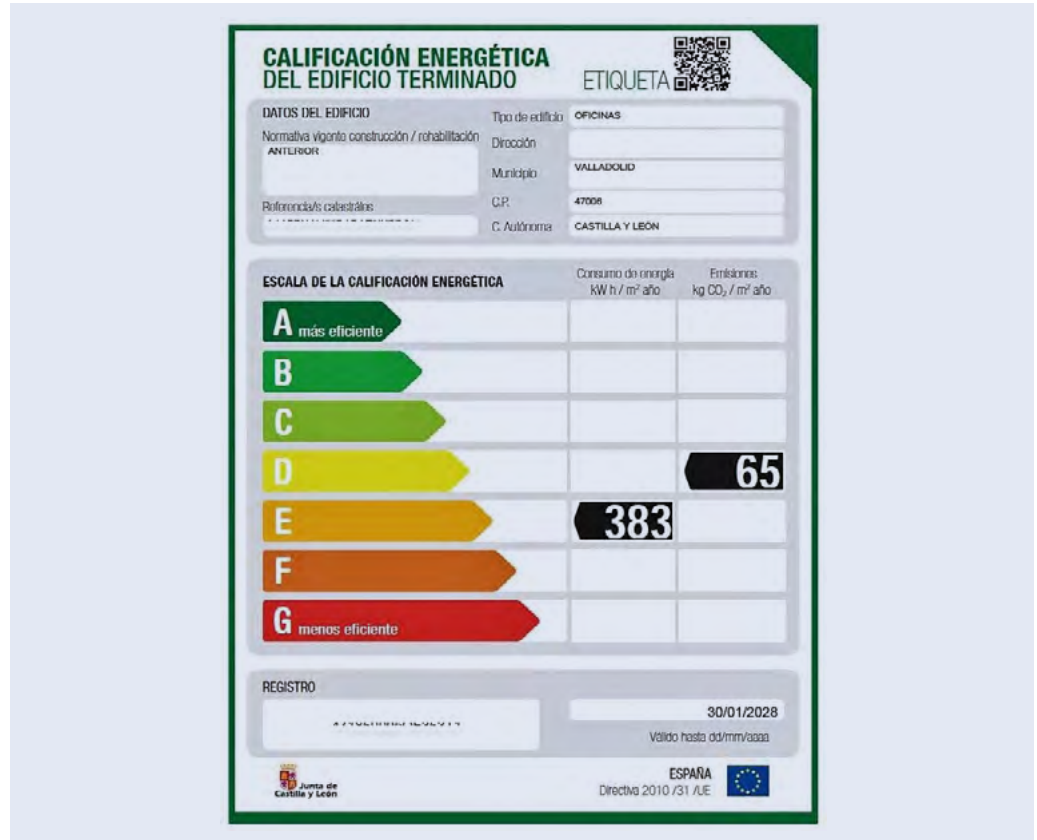 CALIFICACIÓN ENERGÉTICA
DEL EDIFICIO TERMINADO
ETIQUETA
DATOS DEL EDIFICIO
Normativa vigente construcción / rehabilitación
ANTERIOR
Referencia/s catastral/es
Tipo de edificio OFICINAS
Dirección
Municipio VALLADOLID
C.P. 47006
C. Autónoma CASTILLA Y LEÓN
ESCALA DE LA CALIFICACIÓN ENERGÉTICA
Consumo de energía
kW h / m² año
Emisiones
kg CO₂ / m² año
A más eficiente
B
C
D 65
E 383
F
G menos eficiente
REGISTRO
30/01/2028
Válido hasta dd/mm/aaaa
Junta de
Castilla y León
ESPAÑA
Directiva 2010 /31 /UE